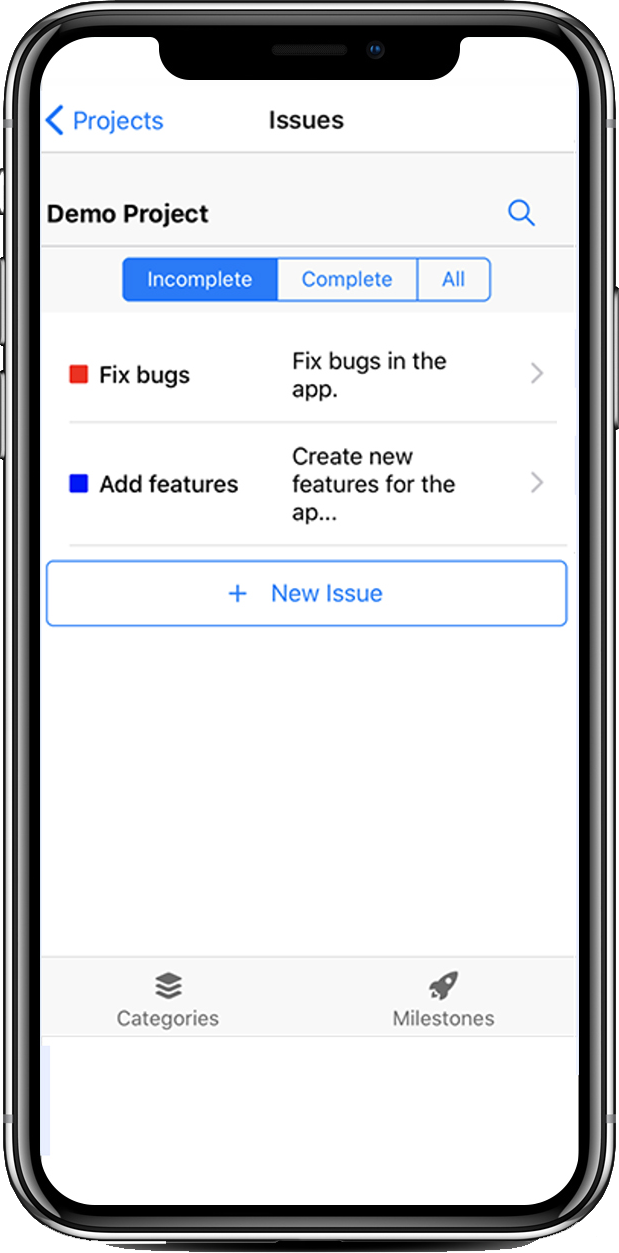 Projects
Issues
Demo Project
Incomplete
Complete
All
Fix bugs
Fix bugs in the
app.
Add features
Create new
features for the
ap...
+ New Issue
Categories
Milestones